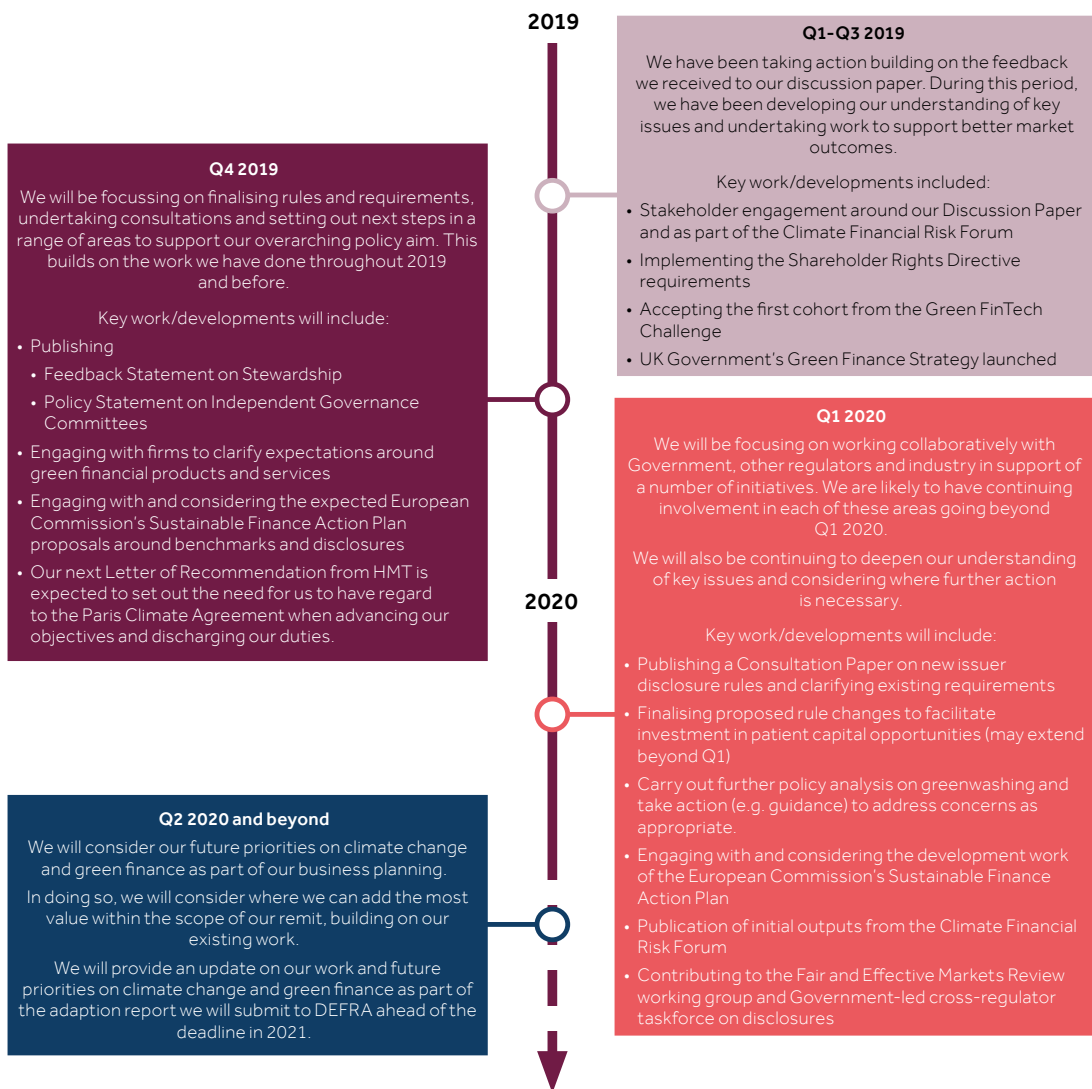 2019
Q1-Q3 2019
We have been taking action building on the feedback
we received to our discussion paper. During this period,
we have been developing our understanding of key
issues and undertaking work to support better market
outcomes.
Key work/developments included:
• Stakeholder engagement around our Discussion Paper
and as part of the Climate Financial Risk Forum
• Implementing the Shareholder Rights Directive
requirements
• Accepting the first cohort from the Green FinTech
Challenge
• UK Government's Green Finance Strategy launched
Q4 2019
We will be focussing on finalising rules and requirements,
undertaking consultations and setting out next steps in a
range of areas to support our overarching policy aim. This
builds on the work we have done throughout 2019
and before.
Key work/developments will include:
• Publishing
• Feedback Statement on Stewardship
• Policy Statement on Independent Governance
Committees
• Engaging with firms to clarify expectations around
green financial products and services
• Engaging with and considering the expected European
Commission's Sustainable Finance Action Plan
proposals around benchmarks and disclosures
• Our next Letter of Recommendation from HMT is
expected to set out the need for us to have regard
to the Paris Climate Agreement when advancing our
objectives and discharging our duties.
2020
Q1 2020
We will be focusing on working collaboratively with
Government, other regulators and industry in support of
a number of initiatives. We are likely to have continuing
involvement in each of these areas going beyond
Q1 2020.
We will also be continuing to deepen our understanding
of key issues and considering where further action
is necessary.
Key work/developments will include:
• Publishing a Consultation Paper on new issuer
disclosure rules and clarifying existing requirements
• Finalising proposed rule changes to facilitate
investment in patient capital opportunities (may extend
beyond Q1)
• Carry out further policy analysis on greenwashing and
take action (e.g. guidance) to address concerns as
appropriate.
• Engaging with and considering the development work
of the European Commission's Sustainable Finance
Action Plan
• Publication of initial outputs from the Climate Financial
Risk Forum
• Contributing to the Fair and Effective Markets Review
working group and Government-led cross-regulator
taskforce on disclosures
Q2 2020 and beyond
We will consider our future priorities on climate change
and green finance as part of our business planning.
In doing so, we will consider where we can add the most
value within the scope of our remit, building on our
existing work.
We will provide an update on our work and future
priorities on climate change and green finance as part of
the adaption report we will submit to DEFRA ahead of the
deadline in 2021.